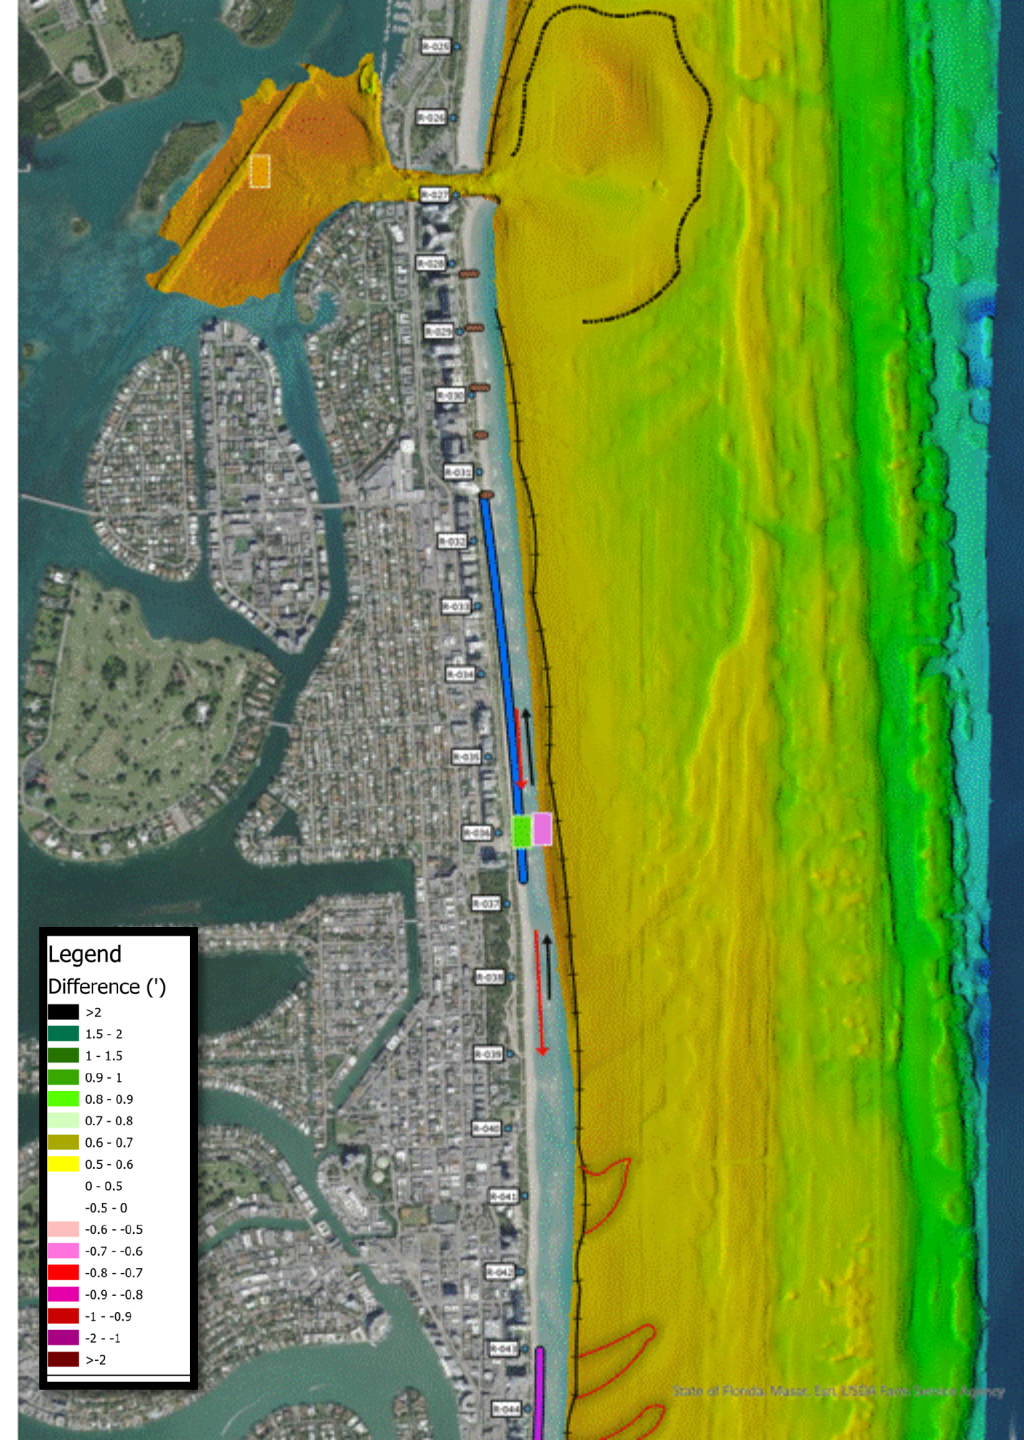 R-025
R-026
R-027
R-028
R-029
R-030
R-031
R-032
R-033
R-034
R-035
R-036
R-037
R-038
R-039
R-040
R-041
R-042
R-043
R-044
Legend
Difference (')
>2
1.5 - 2
1 - 1.5
0.9 - 1
0.8 - 0.9
0.7 - 0.8
0.6 - 0.7
0.5 - 0.6
0 - 0.5
-0.5 - 0
-0.6 - -0.5
-0.7 - -0.6
-0.8 - -0.7
-0.9 - -0.8
-1 - -0.9
-2 - -1
>-2
State of Florida, Maxar, Esri, USDA Farm Service Agency